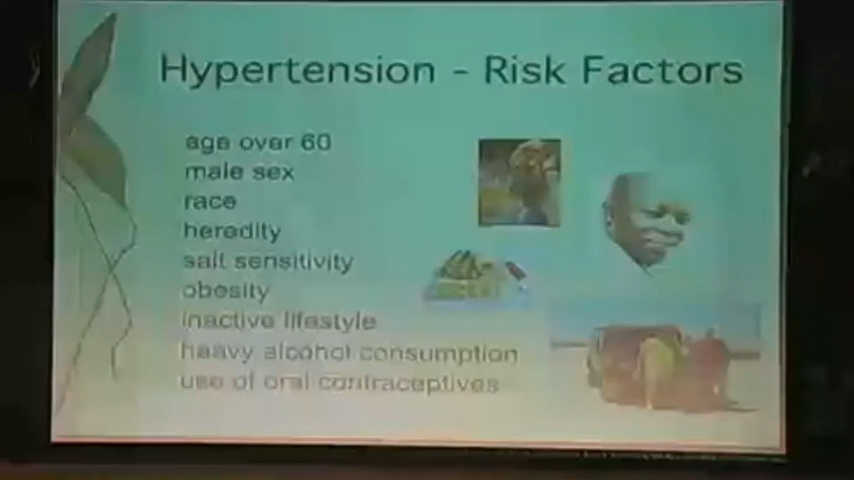 Hypertension - Risk Factors
age over 60
male sex
race
heredity
salt sensitivity
obesity
inactive lifestyle
heavy alcohol consumption
use of oral contraceptives